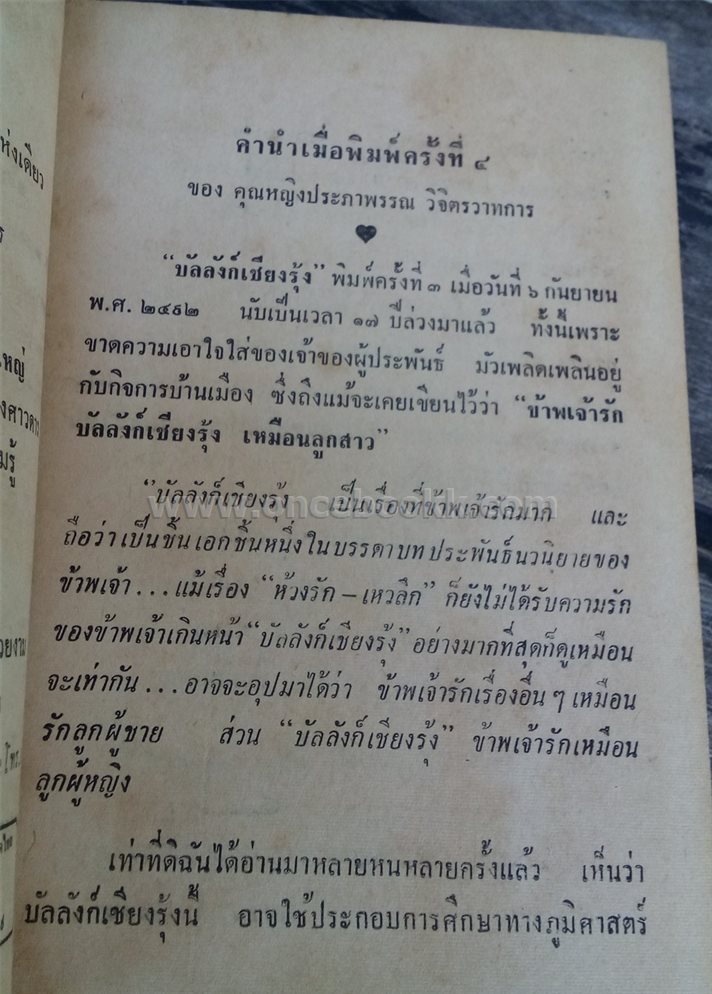 คำนำเมื่อพิมพ์ครั้งที่ ๔
ของ คุณหญิงประภาพรรณ วิจิตรวาทการ
"บัลลังก์เชียงรุ้ง" พิมพ์ครั้งที่ ๓ เมื่อวันที่ ๖ กันยายน
พ.ศ. ๒๔๙๒ นับเป็นเวลา ๑๗ ปีล่วงมาแล้ว ทั้งนี้เพราะ
ขาดความเอาใจใส่ของเจ้าของผู้ประพันธ์ มัวเพลิดเพลินอยู่
กับกิจการบ้านเมือง ซึ่งถึงแม้จะเคยเขียนไว้ว่า "ข้าพเจ้ารัก
บัลลังก์เชียงรุ้ง เหมือนลูกสาว"
"บัลลังก์เชียงรุ้ง เป็นเรื่องที่ข้าพเจ้ารักมาก และ
www.oncebookk.com
ถือว่าเป็นชิ้นเอกชิ้นหนึ่งในบรรดาบทประพันธ์นวนิยายของ
ข้าพเจ้า...แม้เรื่อง "ห้วงรัก – เหวลึก" ก็ยังไม่ได้รับความรัก
ของข้าพเจ้าเกินหน้า "บัลลังก์เชียงรุ้ง" อย่างมากที่สุดก็ดูเหมือน
จะเท่ากัน...อาจจะอุปมาได้ว่า ข้าพเจ้ารักเรื่องอื่น ๆ เหมือน
รักลูกผู้ชาย ส่วน "บัลลังก์เชียงรุ้ง" ข้าพเจ้ารักเหมือน
ลูกผู้หญิง
เท่าที่ดิฉันได้อ่านมาหลายหนหลายครั้งแล้ว เห็นว่า
บัลลังก์เชียงรุ้งนี้ อาจใช้ประกอบการศึกษาทางภูมิศาสตร์